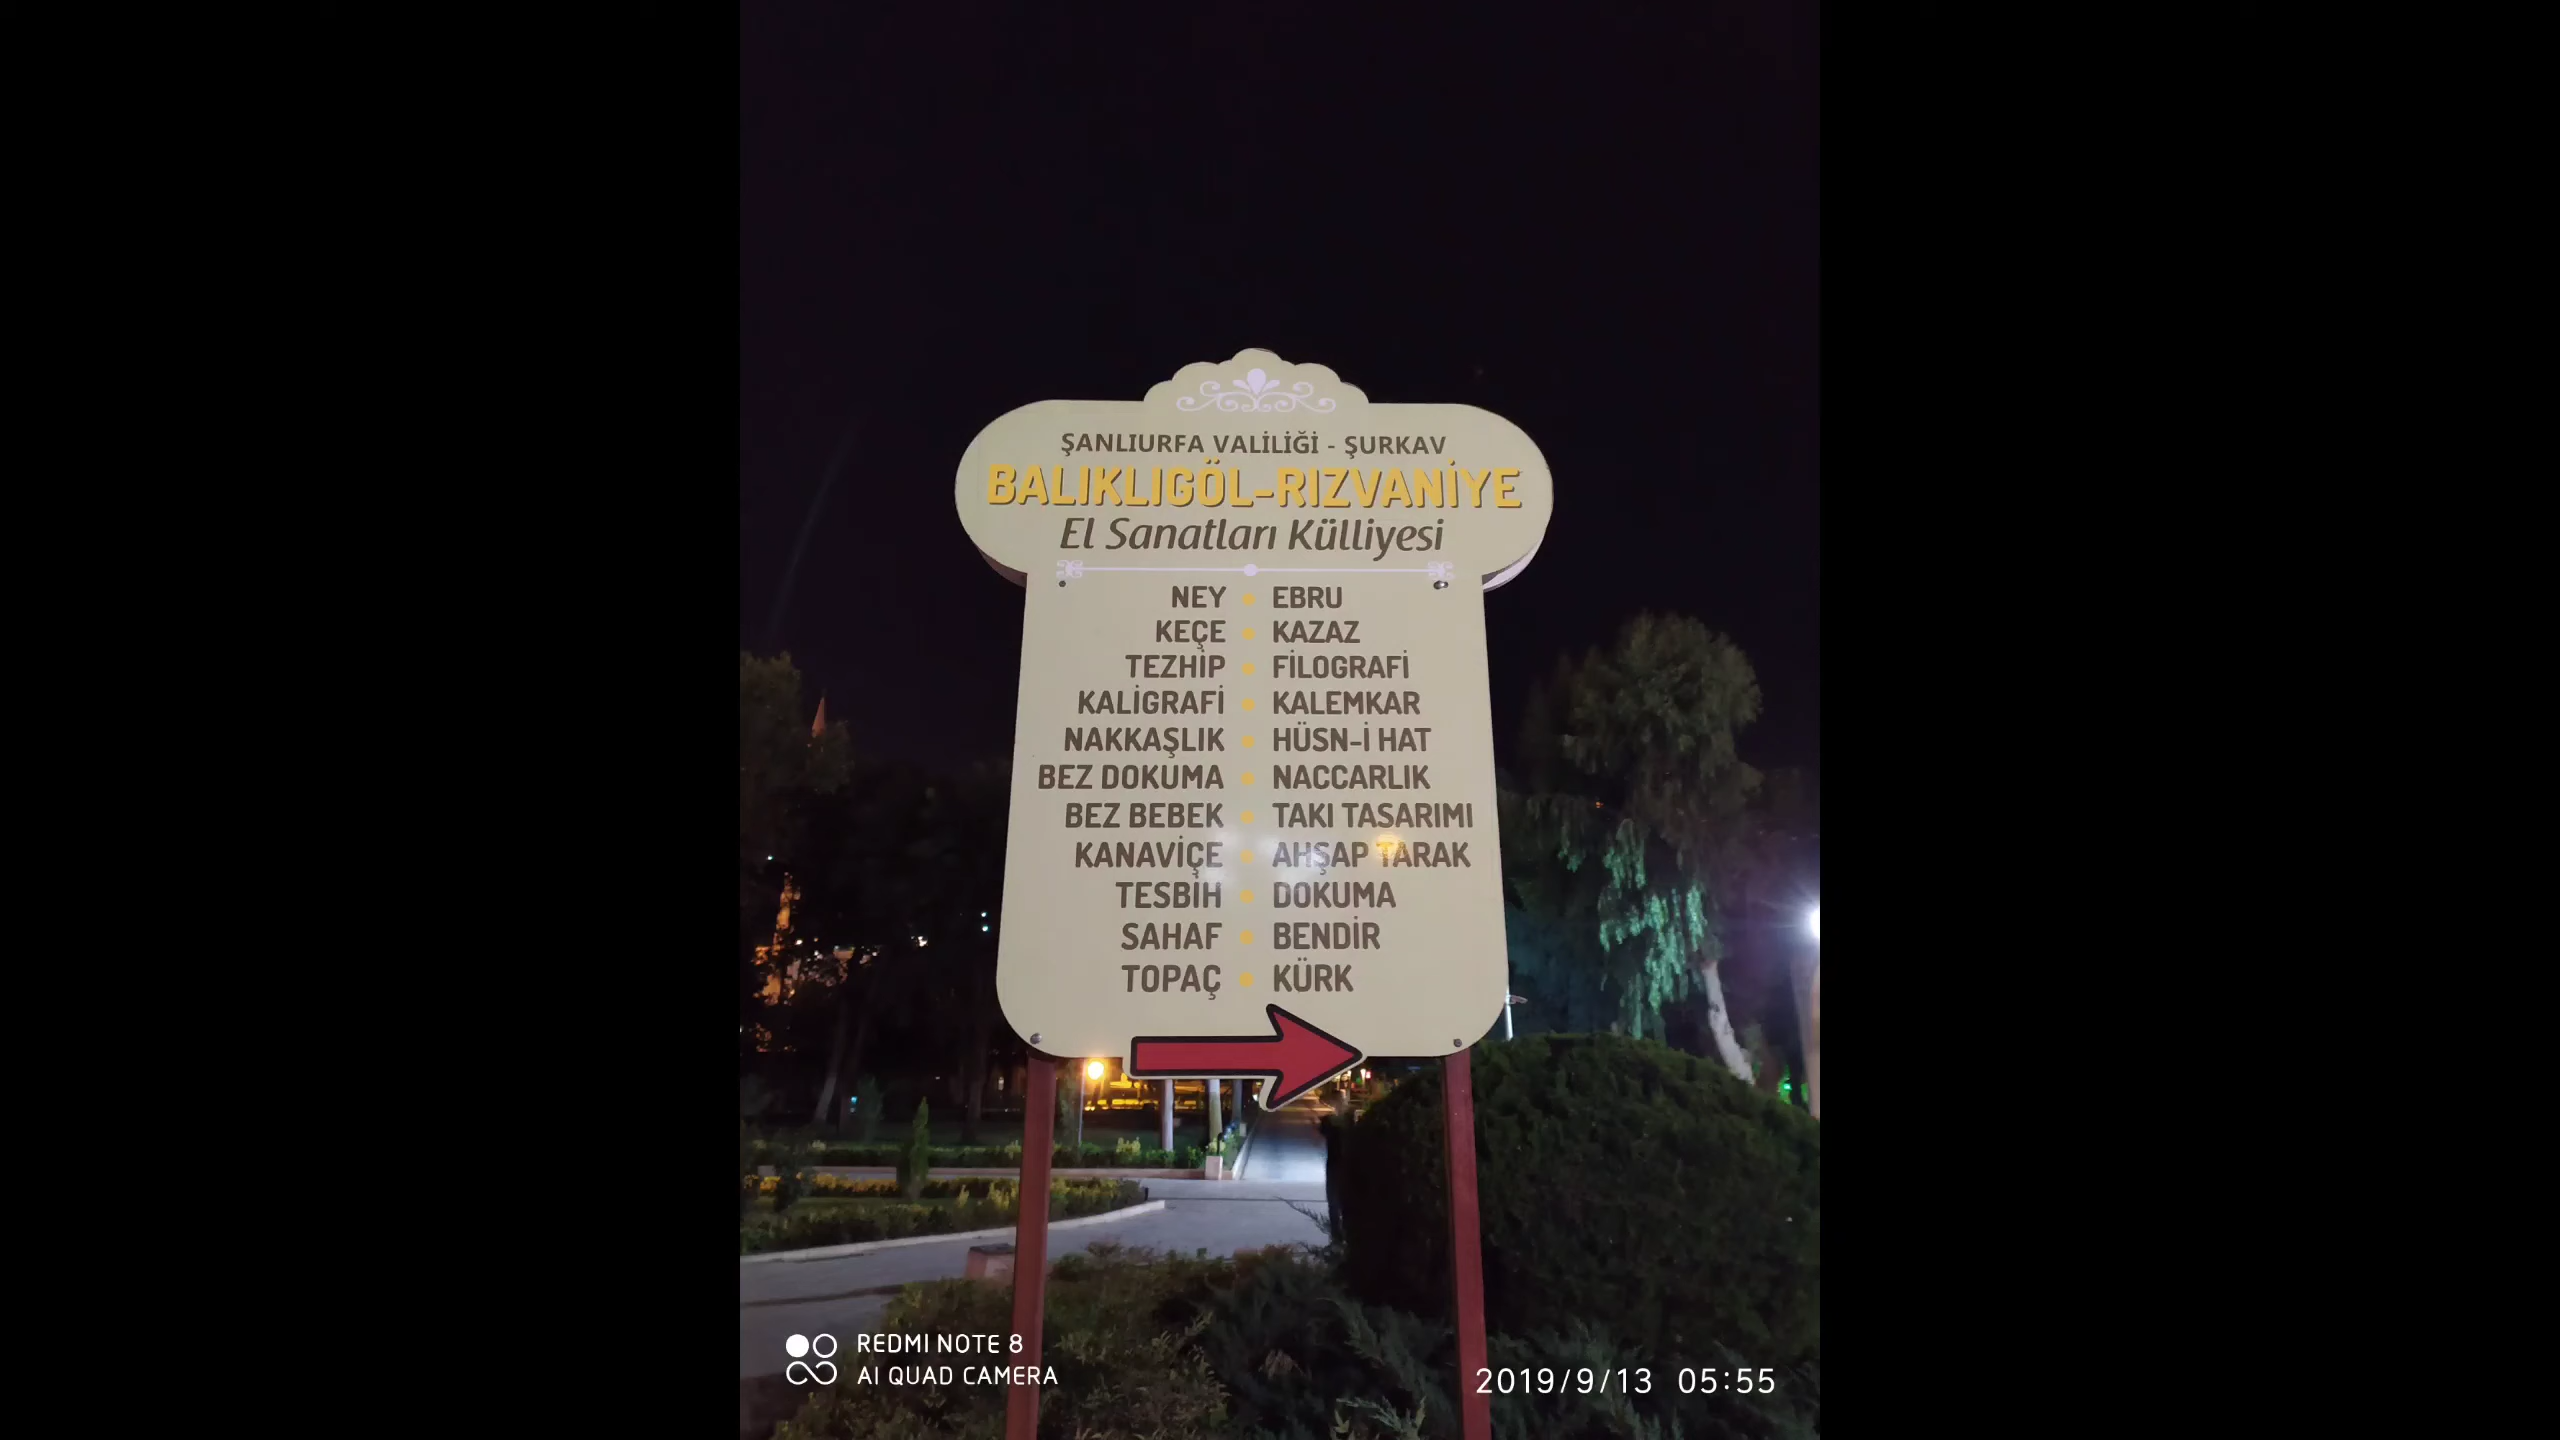 ŞANLIURFA VALİLİĞİ - ŞURKAV
BALIKLIGÖL-RIZVANİYE
El Sanatları Külliyesi
NEY • EBRU
KEÇE • KAZAZ
TEZHİP • FİLOGRAFİ
KALİGRAFİ • KALEMKAR
NAKKAŞLIK • HÜSN-İ HAT
BEZ DOKUMA • NACCARLIK
BEZ BEBEK • TAKI TASARIMI
KANAVİÇE • AHŞAP TARAK
TESBİH • DOKUMA
SAHAF • BENDİR
TOPAÇ • KÜRK
REDMI NOTE 8
AI QUAD CAMERA
2019/9/13 05:55